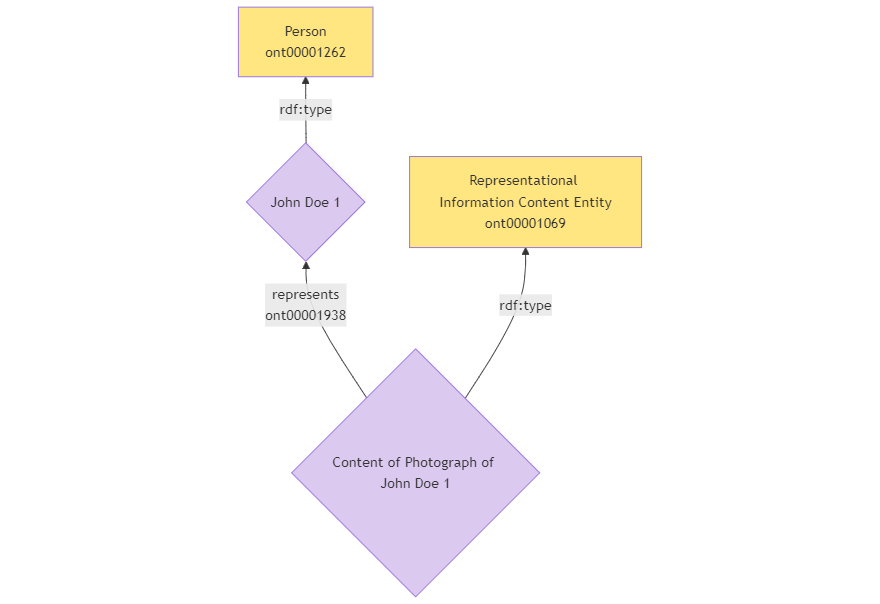 Person
ont00001262
rdf:type
John Doe 1
Representational
Information Content Entity
ont00001069
represents
ont00001938
rdf:type
Content of Photograph of
John Doe 1